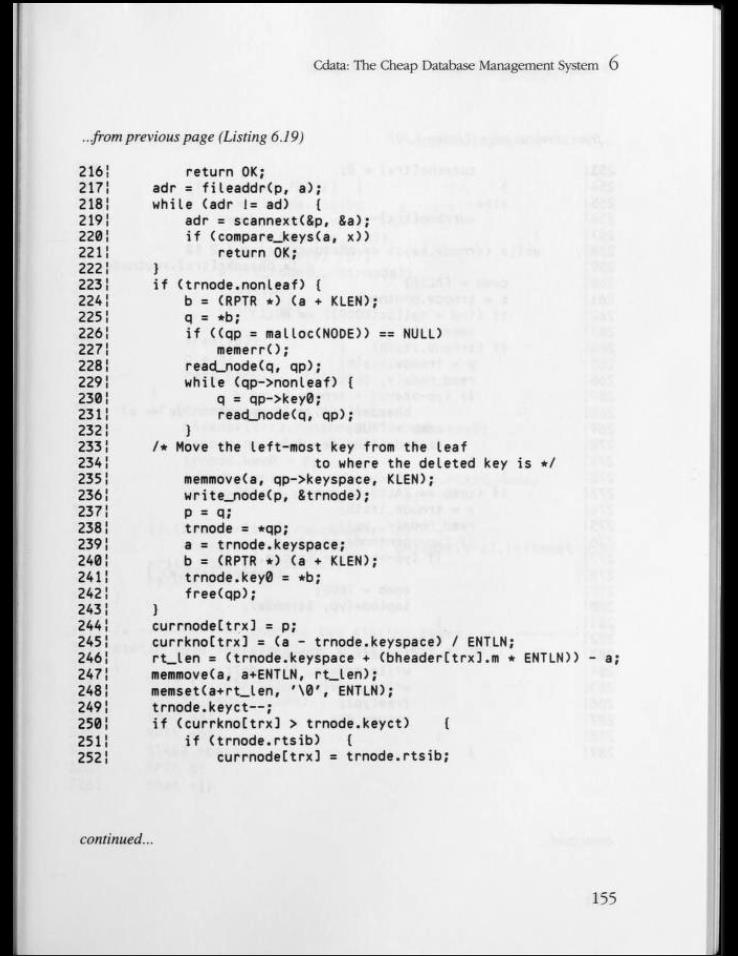 Cdata: The Cheap Database Management System 6
...from previous page (Listing 6.19)
216¦ return OK;
217¦ adr = fileaddr(p, a);
218¦ while (adr != ad) {
219¦ adr = scannext(&p, &a);
220¦ if (compare_keys(a, x))
221¦ return OK;
222¦ }
223¦ if (trnode.nonleaf) {
224¦ b = (RPTR *) (a + KLEN);
225¦ q = *b;
226¦ if ((qp = malloc(NODE)) == NULL)
227¦ memerr();
228¦ read_node(q, qp);
229¦ while (qp->nonleaf) {
230¦ q = qp->key0;
231¦ read_node(q, qp);
232¦ }
233¦ /* Move the left-most key from the leaf
234¦ to where the deleted key is */
235¦ memmove(a, qp->keyspace, KLEN);
236¦ write_node(p, &trnode);
237¦ p = q;
238¦ trnode = *qp;
239¦ a = trnode.keyspace;
240¦ b = (RPTR *) (a + KLEN);
241¦ trnode.key0 = *b;
242¦ free(qp);
243¦ }
244¦ currnode[trx] = p;
245¦ currkno[trx] = (a - trnode.keyspace) / ENTLN;
246¦ rt_len = (trnode.keyspace + (bheader[trx].m * ENTLN)) - a;
247¦ memmove(a, a+ENTLN, rt_len);
248¦ memset(a+rt_len, '\0', ENTLN);
249¦ trnode.keyct--;
250¦ if (currkno[trx] > trnode.keyct) {
251¦ if (trnode.rtsib) {
252¦ currnode[trx] = trnode.rtsib;
continued...
155